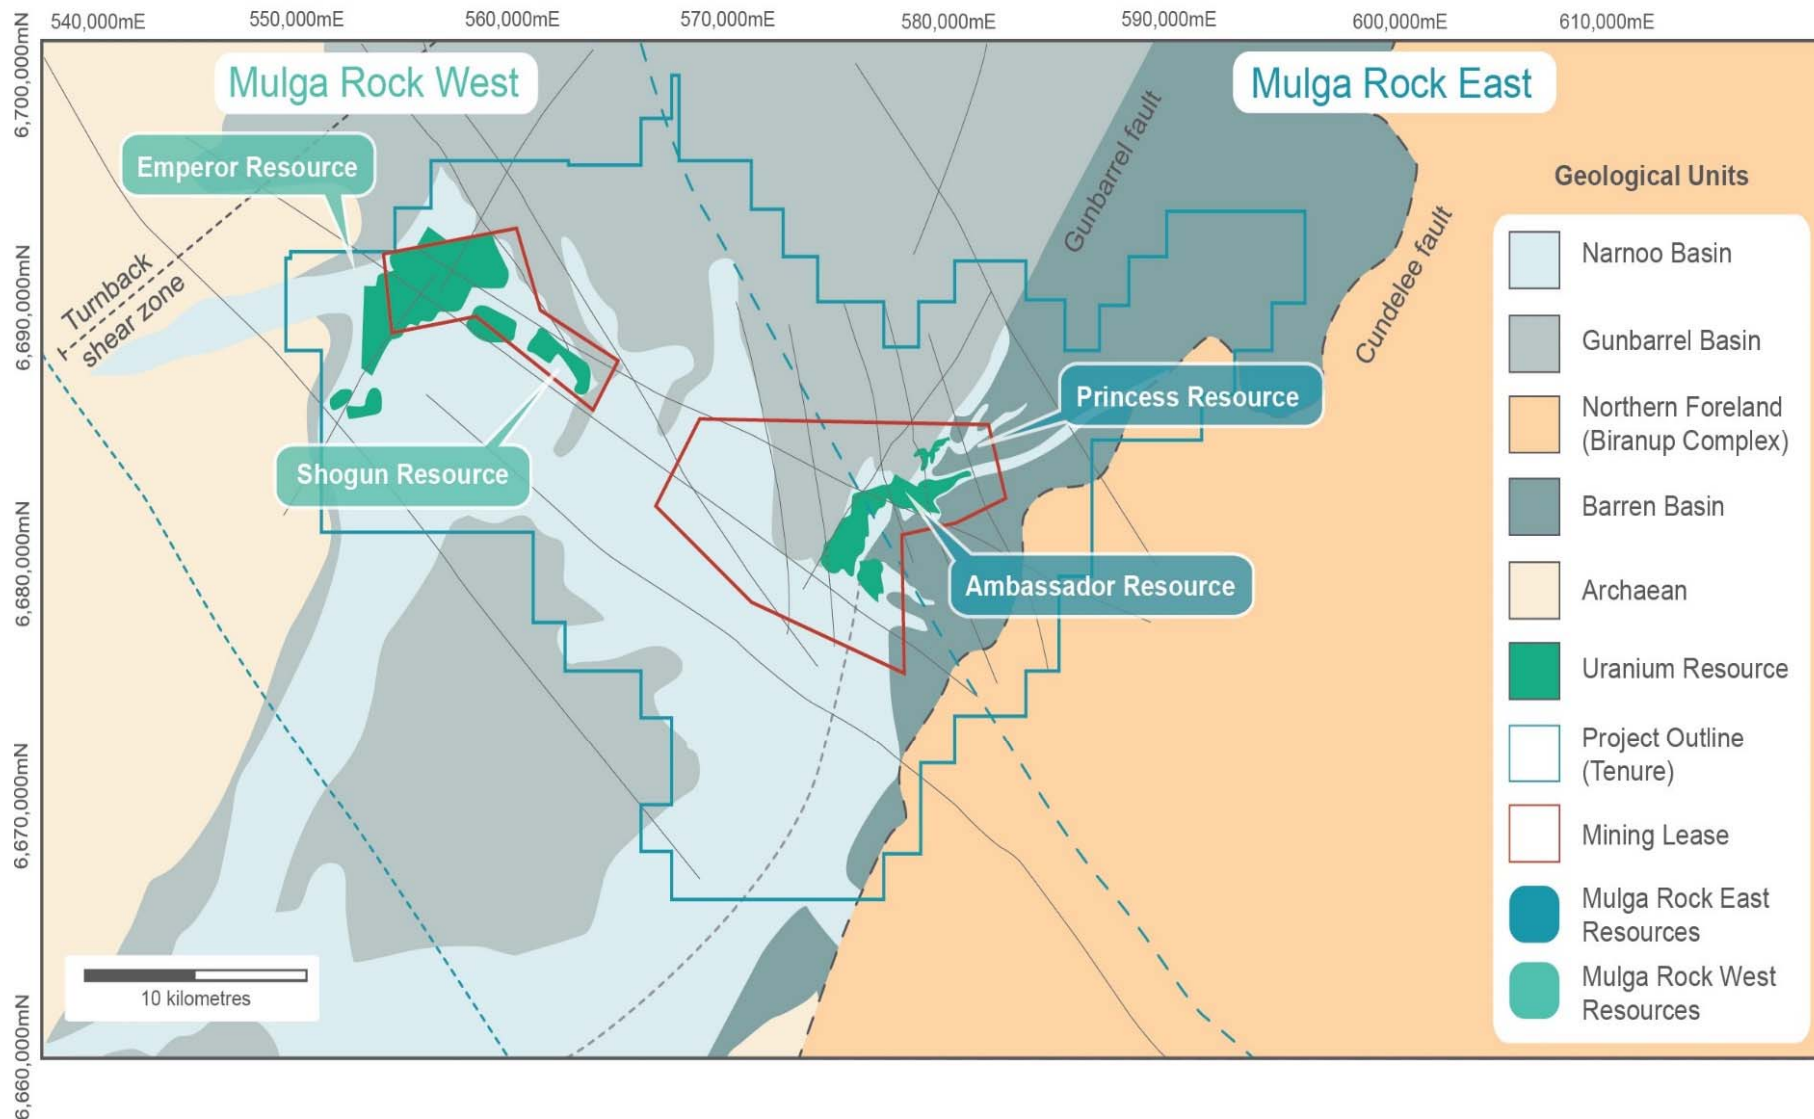 540,000mE
550,000mE
560,000mE
570,000mE
580,000mE
590,000mE
600,000mE
610,000mE
6,700,000mN
6,690,000mN
6,680,000mN
6,670,000mN
6,660,000mN
Mulga Rock West
Mulga Rock East
Emperor Resource
Turnback
shear zone
Shogun Resource
Gunbarrel fault
Cundelee fault
Princess Resource
Ambassador Resource
10 kilometres
Geological Units
Narnoo Basin
Gunbarrel Basin
Northern Foreland
(Biranup Complex)
Barren Basin
Archaean
Uranium Resource
Project Outline
(Tenure)
Mining Lease
Mulga Rock East
Resources
Mulga Rock West
Resources